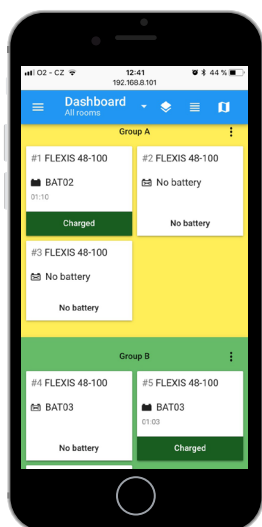 O2 - CZ 12:41 44 %
192.168.8.101
Dashboard
All rooms
Group A
#1 FLEXIS 48-100 #2 FLEXIS 48-100
BAT02 No battery
01:10
Charged No battery
#3 FLEXIS 48-100
No battery
No battery
Group B
#4 FLEXIS 48-100 #5 FLEXIS 48-100
BAT03 BAT03
01:03
No battery Charged